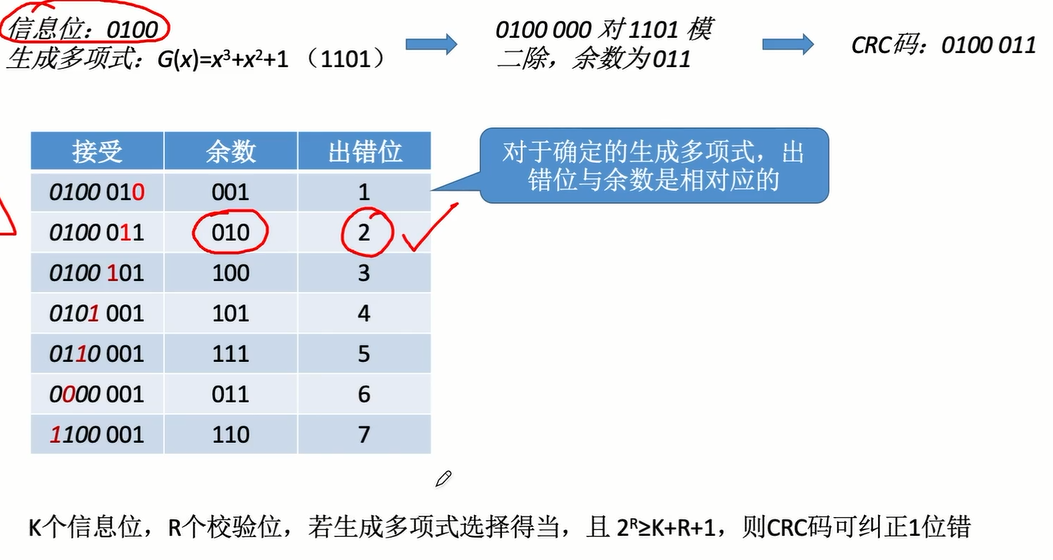 信息位：0100
生成多项式：G(x)=x³+x²+1 （1101）
0100 000 对 1101 模
二除，余数为 011
CRC码：0100 011
接受 余数 出错位
0100 010 001 1
0100 011 010 2
0100 101 100 3
0101 001 101 4
0110 001 111 5
0000 001 011 6
1100 001 110 7
对于确定的生成多项式，出
错位与余数是相对应的
K个信息位，R个校验位，若生成多项式选择得当，且 2ᴿ≥K+R+1，则CRC码可纠正1位错